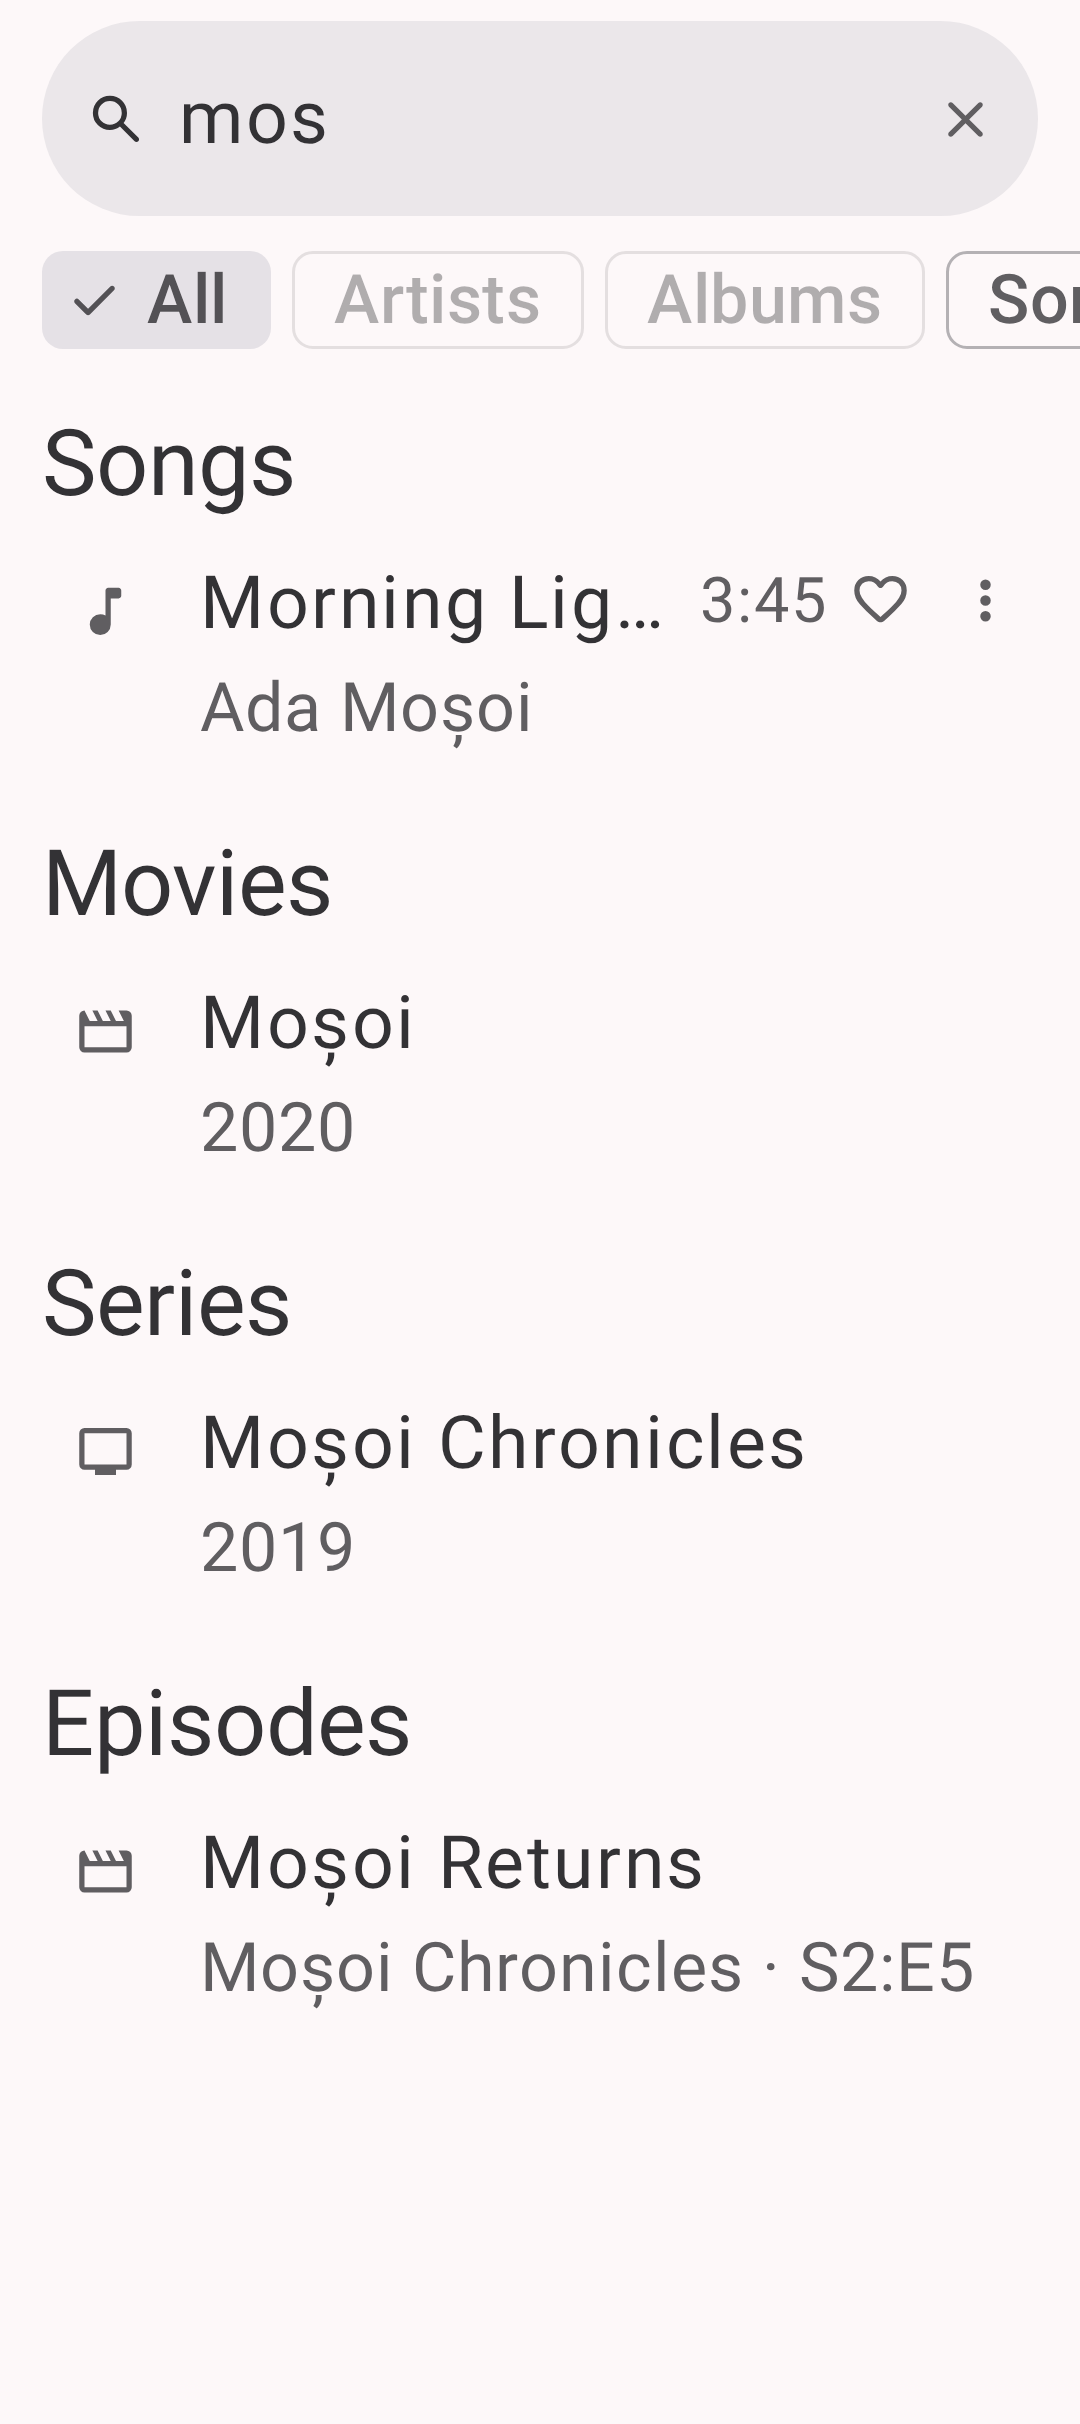 mos
All Artists Albums
Songs
Morning Lig… 3:45
Ada Moșoi
Movies
Moșoi
2020
Series
Moșoi Chronicles
2019
Episodes
Moșoi Returns
Moșoi Chronicles · S2:E5